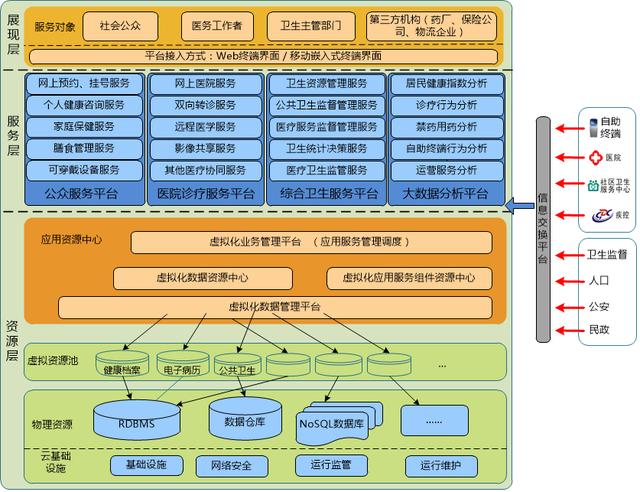 展现层
服务对象
社会公众
医务工作者
卫生主管部门
第三方机构（药厂、保险公
司、物流企业）
平台接入方式：Web终端界面 / 移动嵌入式终端界面
服务层
网上预约、挂号服务
个人健康咨询服务
家庭保健服务
膳食管理服务
可穿戴设备服务
公众服务平台
网上医院服务
双向转诊服务
远程医学服务
影像共享服务
其他医疗协同服务
医院诊疗服务平台
卫生资源管理服务
公共卫生监督管理服务
医疗服务监督管理服务
卫生统计决策服务
医疗卫生监管服务
综合卫生服务平台
居民健康指数分析
诊疗行为分析
禁药用药分析
自助终端行为分析
运营服务分析
大数据分析平台
信息交换平台
自助
终端
医院
社区卫生
服务中心
疾控
卫生监督
人口
公安
民政
资源层
应用资源中心
虚拟化业务管理平台 （应用服务管理调度）
虚拟化数据资源中心
虚拟化应用服务组件资源中心
虚拟化数据管理平台
虚拟资源池
健康档案
电子病历
公共卫生
...
物理资源
RDBMS
数据仓库
NoSQL数据库
......
云基础
设施
基础设施
网络安全
运行监管
运行维护